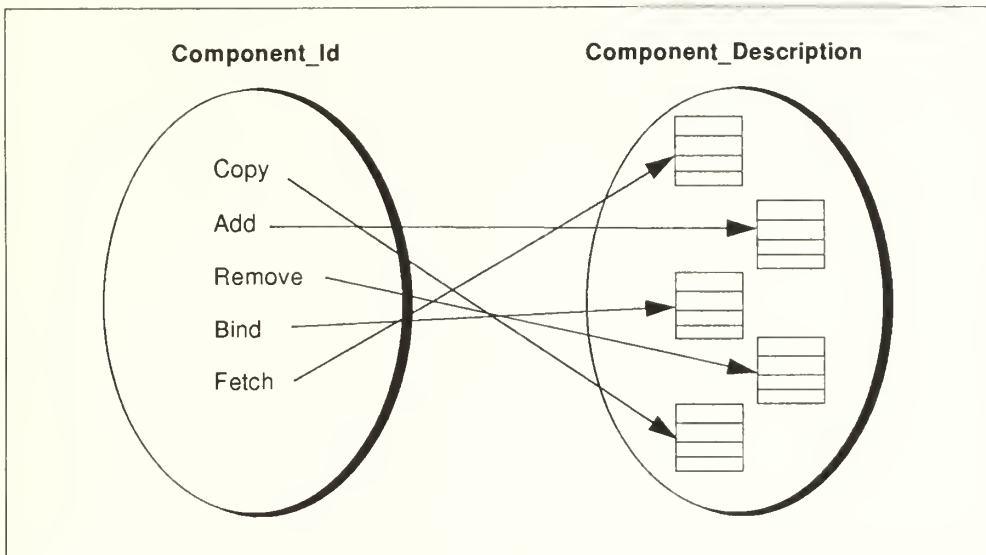 Component_Id
Component_Description
Copy
Add
Remove
Bind
Fetch